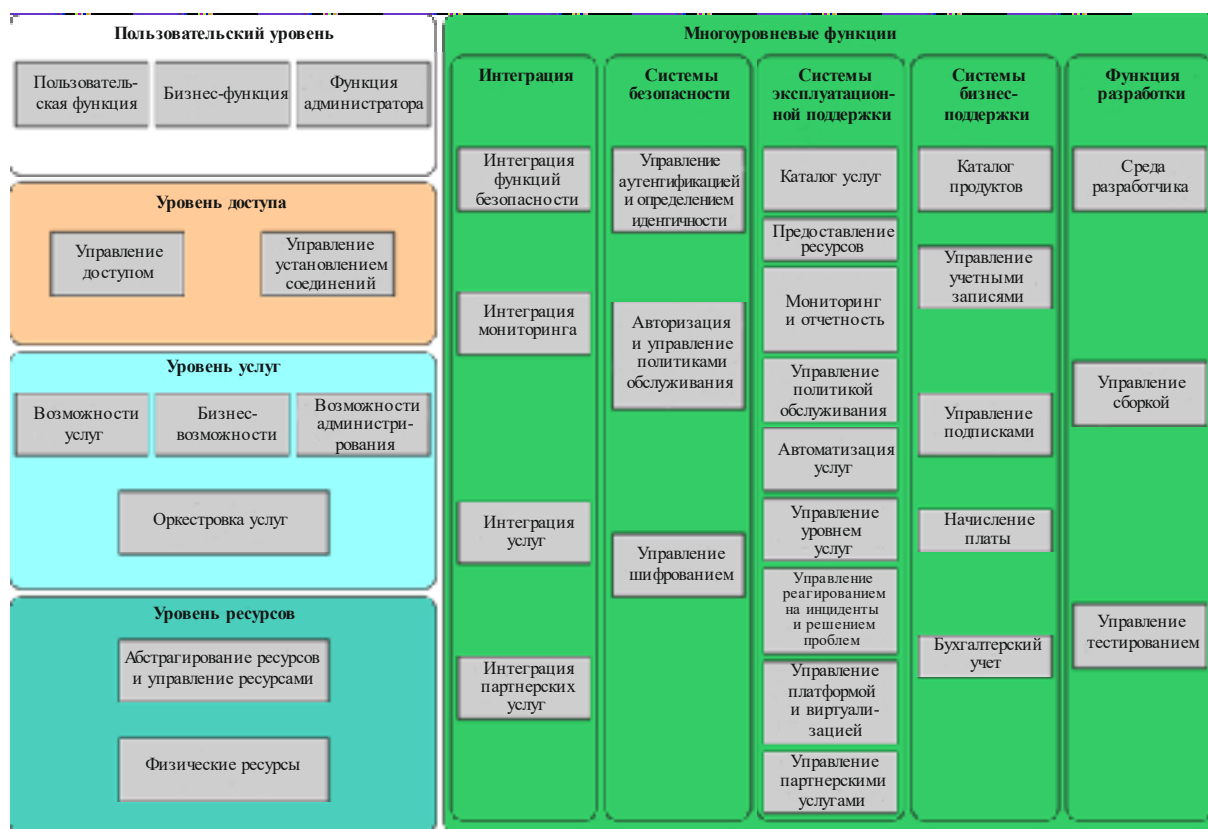 Пользовательский уровень
Пользователь-
ская функция
Бизнес-функция
Функция
администратора
Уровень доступа
Управление
доступом
Управление
установлением
соединений
Уровень услуг
Возможности
услуг
Бизнес-
возможности
Возможности
администри-
рования
Оркестровка услуг
Уровень ресурсов
Абстрагирование ресурсов
и управление ресурсами
Физические ресурсы
Многоуровневые функции
Интеграция
Интеграция
функций
безопасности
Интеграция
мониторинга
Интеграция
услуг
Интеграция
партнерских
услуг
Системы
безопасности
Управление
аутентификацией
и определением
идентичности
Авторизация
и управление
политиками
обслуживания
Управление
шифрованием
Системы
эксплуатацион-
ной поддержки
Каталог услуг
Предоставление
ресурсов
Мониторинг
и отчетность
Управление
политикой
обслуживания
Автоматизация
услуг
Управление
уровнем
услуг
Управление
реагированием
на инциденты
и решением
проблем
Управление
платформой
и виртуали-
зацией
Управление
партнерскими
услугами
Системы
бизнес-
поддержки
Каталог
продуктов
Управление
учетными
записями
Управление
подписками
Начисление
платы
Бухгалтерский
учет
Функция
разработки
Среда
разработчика
Управление
сборкой
Управление
тестированием